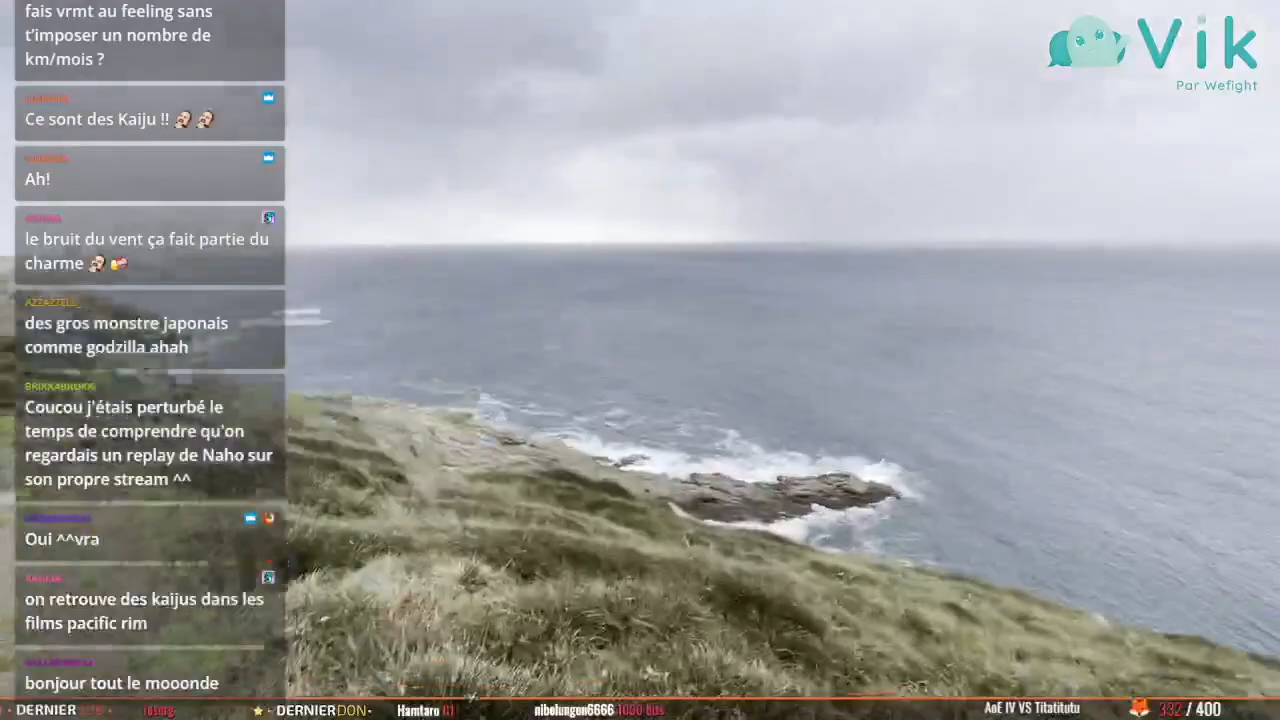 fais vrmt au feeling sans
t'imposer un nombre de
km/mois ?
Ce sont des Kaiju !!
Ah!
le bruit du vent ça fait partie du
charme
AZZAZZELL_
des gros monstre japonais
comme godzilla ahah
Coucou j'étais perturbé le
temps de comprendre qu'on
regardais un replay de Naho sur
son propre stream ^^
Oui ^^vra
on retrouve des kaijus dans les
films pacific rim
bonjour tout le mooonde
Vik
Par Wefight
DERNIER
DERNIER DON
Hamtaro
nibelungen6666 1000 bits
AoE IV VS Titatitutu
332 / 400